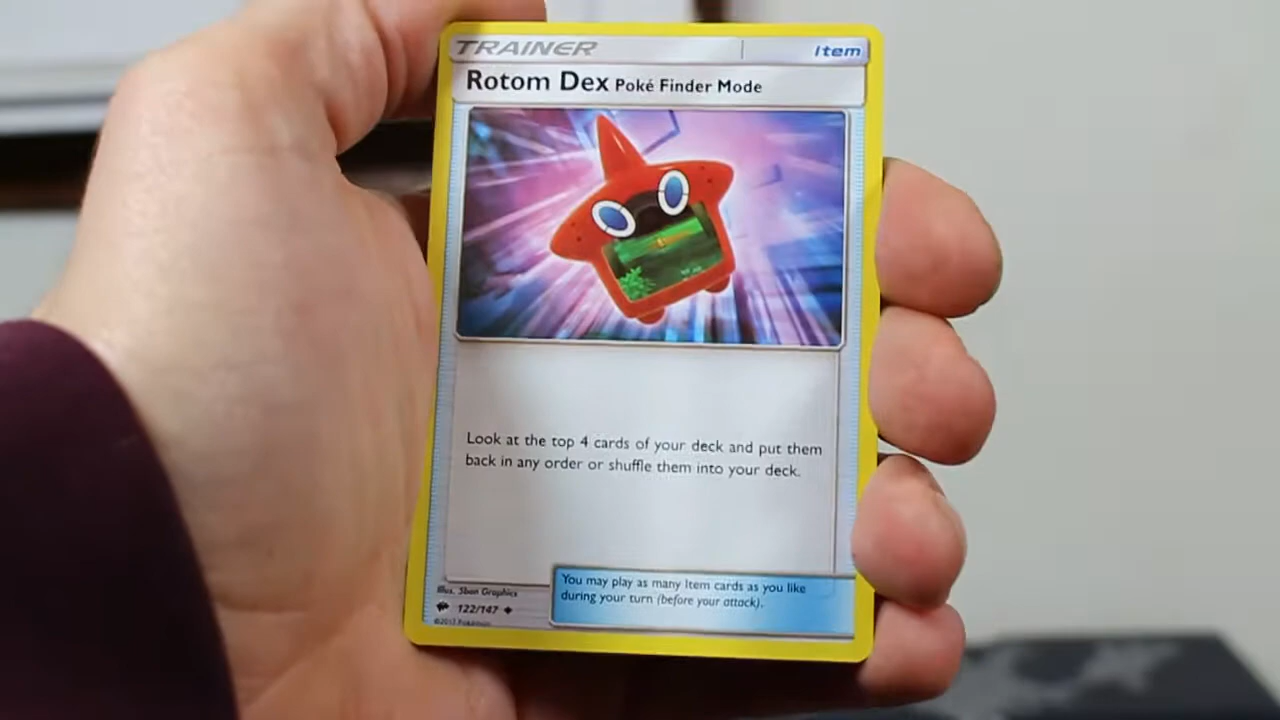 TRAINER Item
Rotom Dex Poké Finder Mode
Look at the top 4 cards of your deck and put them
back in any order or shuffle them into your deck.
You may play as many Item cards as you like
during your turn (before your attack).
Illus. 5ban Graphics
122/147
©2017 Pokémon